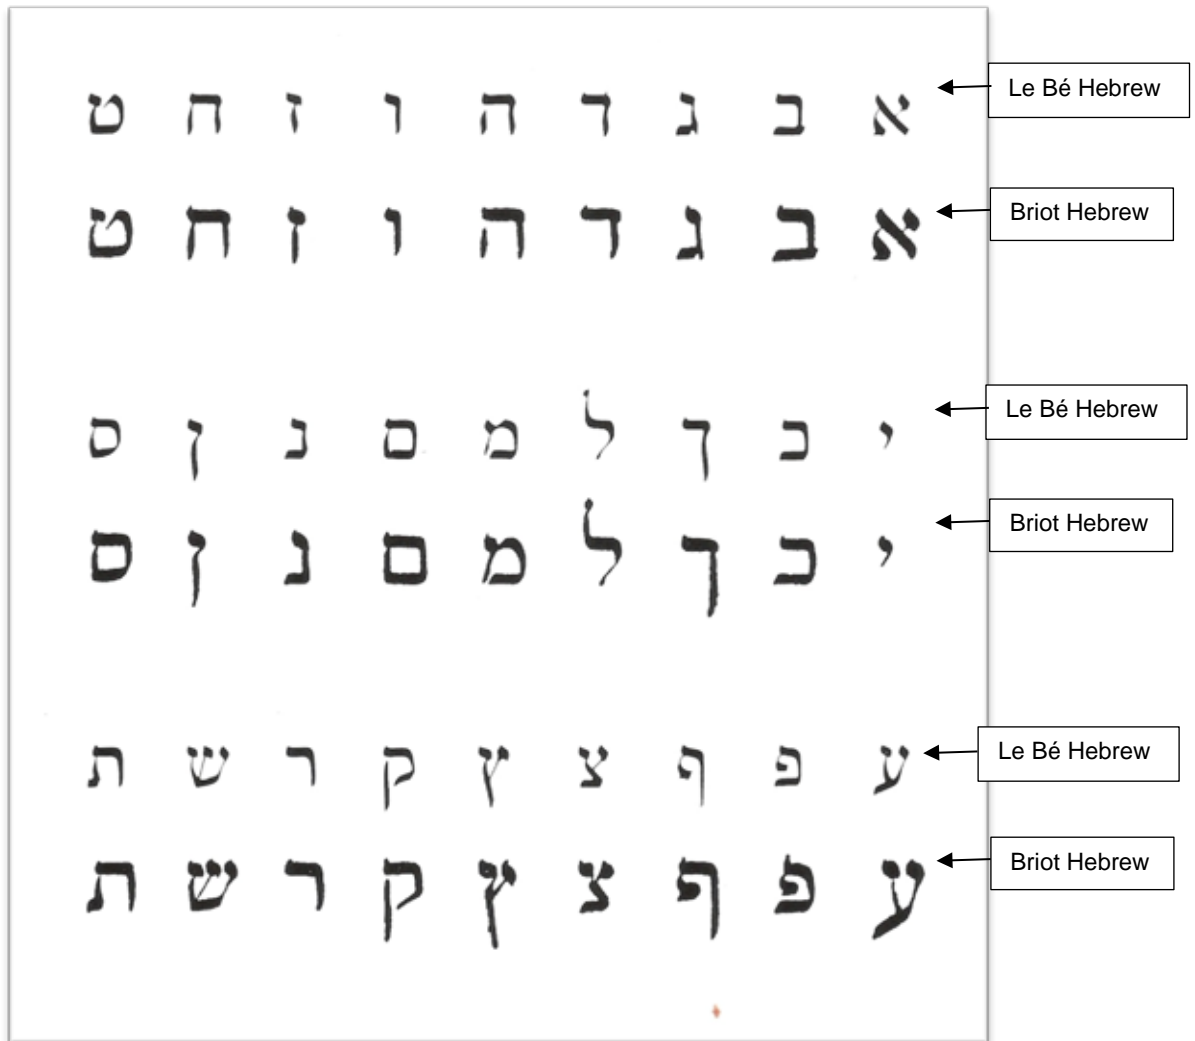 א ב ג ד ה ו ז ח ט
Le Bé Hebrew
א ב ג ד ה ו ז ח ט
Briot Hebrew
י כ ך ל מ ם נ ן ס
Le Bé Hebrew
י כ ך ל מ ם נ ן ס
Briot Hebrew
ע פ ף צ ץ ק ר ש ת
Le Bé Hebrew
ע פ ף צ ץ ק ר ש ת
Briot Hebrew